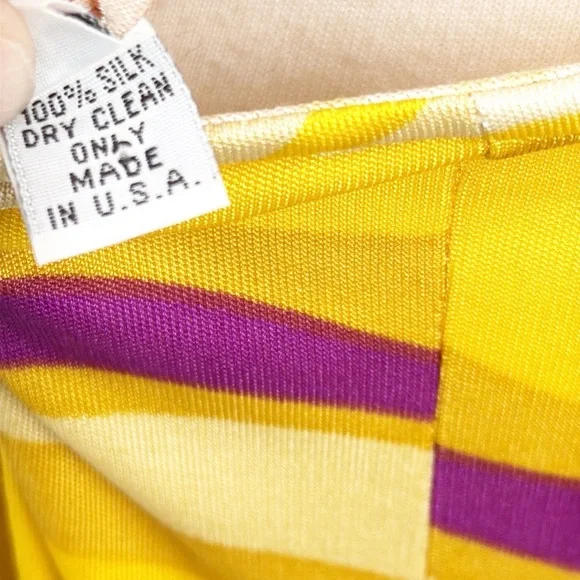 100% SILK
DRY CLEAN
ONLY
MADE
IN U.S.A.